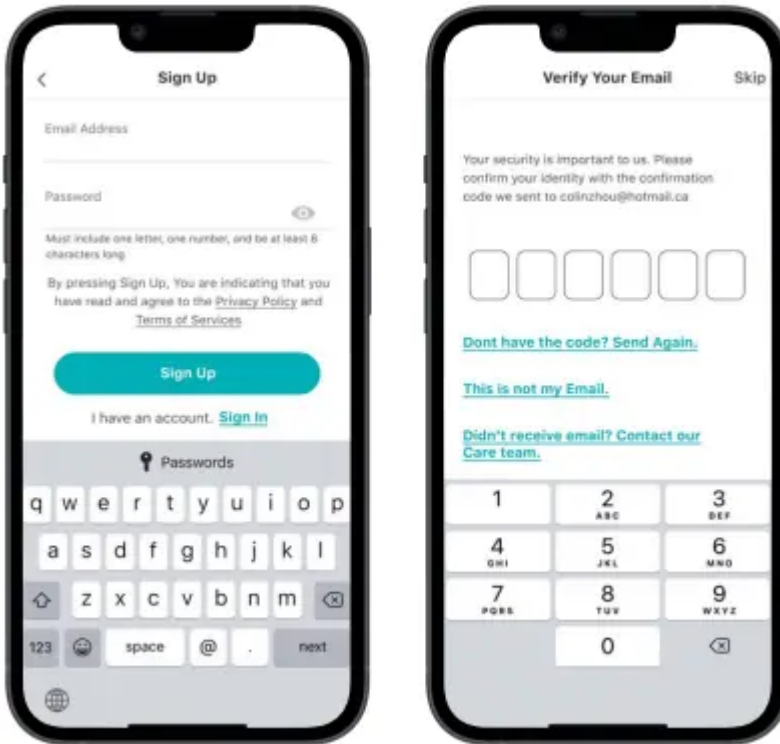 Sign Up
Email Address
Password
Must include one letter, one number, and be at least 8
characters long
By pressing Sign Up, You are indicating that you
have read and agree to the Privacy Policy and
Terms of Services
Sign Up
I have an account. Sign In
Passwords
q w e r t y u i o p
a s d f g h j k l
z x c v b n m
123 space @ . next
Verify Your Email Skip
Your security is important to us. Please
confirm your identity with the confirmation
code we sent to colinzhou@hotmail.ca
Dont have the code? Send Again.
This is not my Email.
Didn't receive email? Contact our
Care team.
1 2 3
ABC DEF
4 5 6
GHI JKL MNO
7 8 9
PQRS TUV WXYZ
0